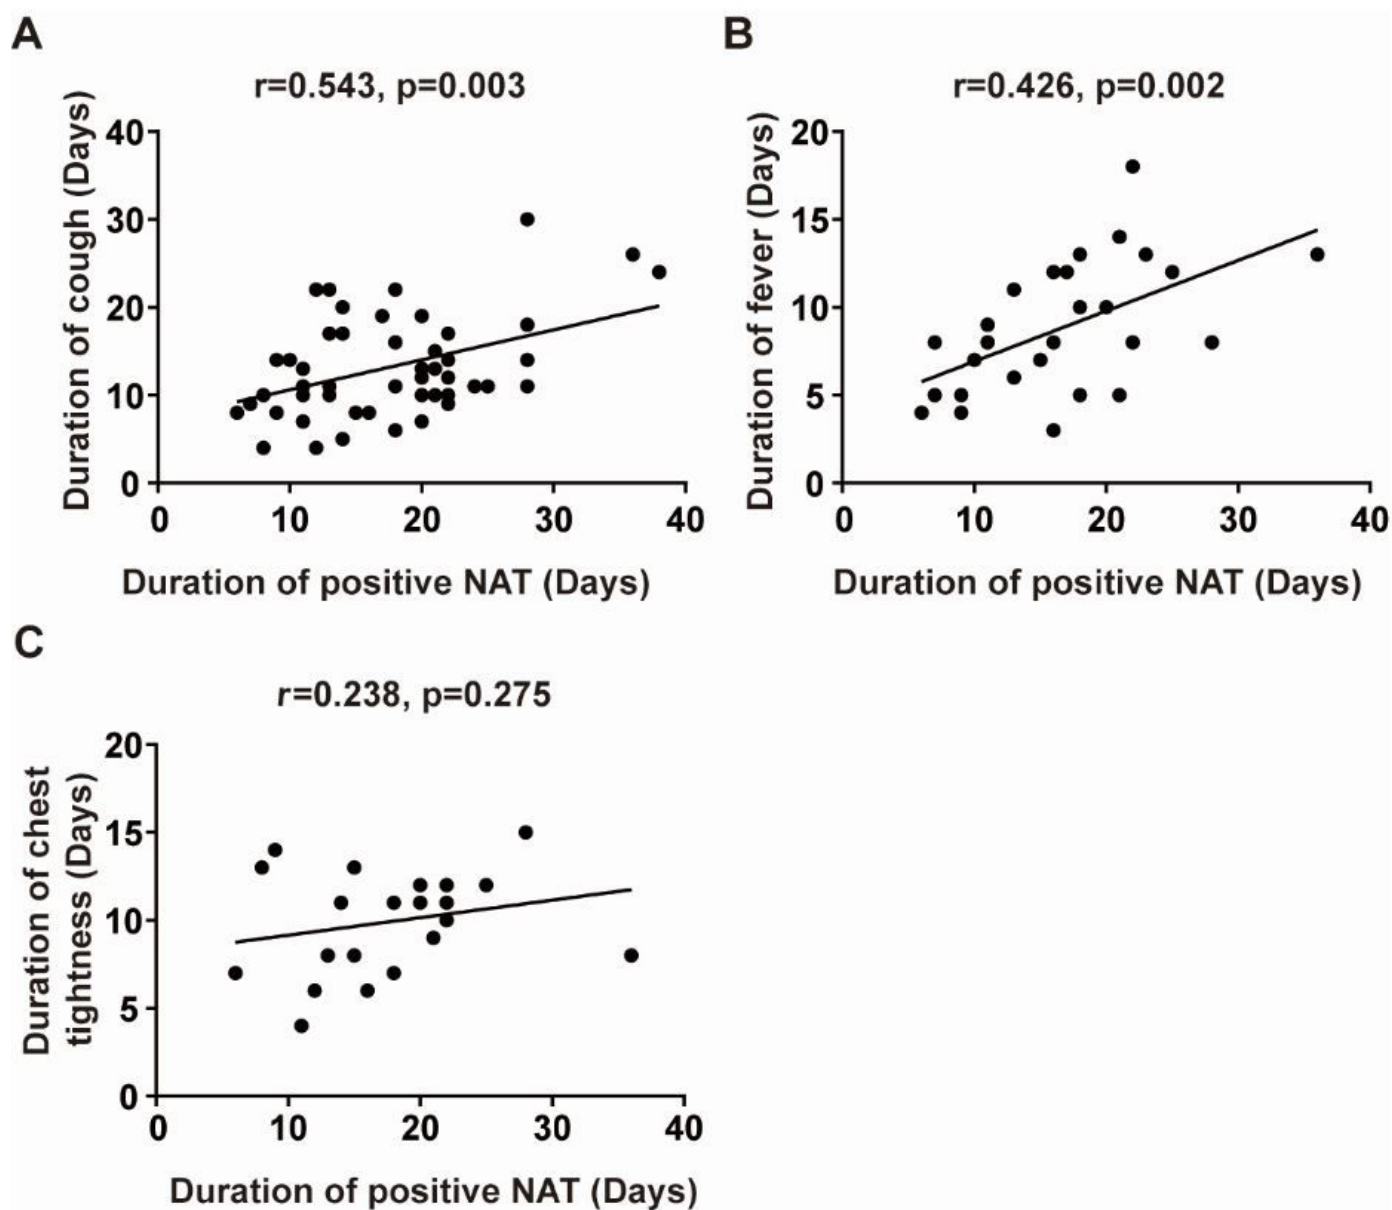 A
r=0.543, p=0.003
Duration of cough (Days)
40
30
20
10
0
0 10 20 30 40
Duration of positive NAT (Days)
B
r=0.426, p=0.002
Duration of fever (Days)
20
15
10
5
0
0 10 20 30 40
Duration of positive NAT (Days)
C
r=0.238, p=0.275
Duration of chest
tightness (Days)
20
15
10
5
0
0 10 20 30 40
Duration of positive NAT (Days)